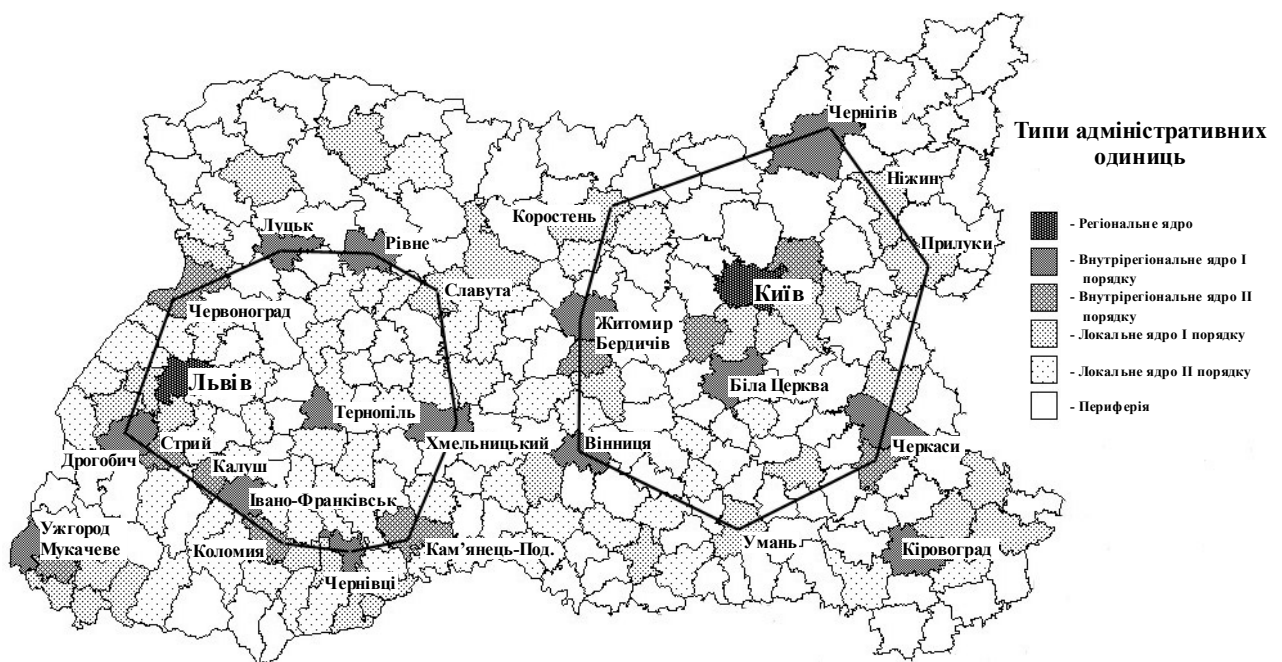 Чернігів
Типи адміністративних
одиниць
Ніжин
Коростень
Луцьк
Рівне
- Регіональне ядро
Прилуки
- Внутрірегіональне ядро І
порядку
Славута
Київ
- Внутрірегіональне ядро ІІ
порядку
Червоноград
Житомир
Бердичів
- Локальне ядро І порядку
- Локальне ядро ІІ порядку
Львів
Біла Церква
- Периферія
Тернопіль
Стрий
Хмельницький
Вінниця
Черкаси
Дрогобич
Калуш
Івано-Франківськ
Ужгород
Мукачеве
Коломия
Кам’янець-Под.
Умань
Кіровоград
Чернівці